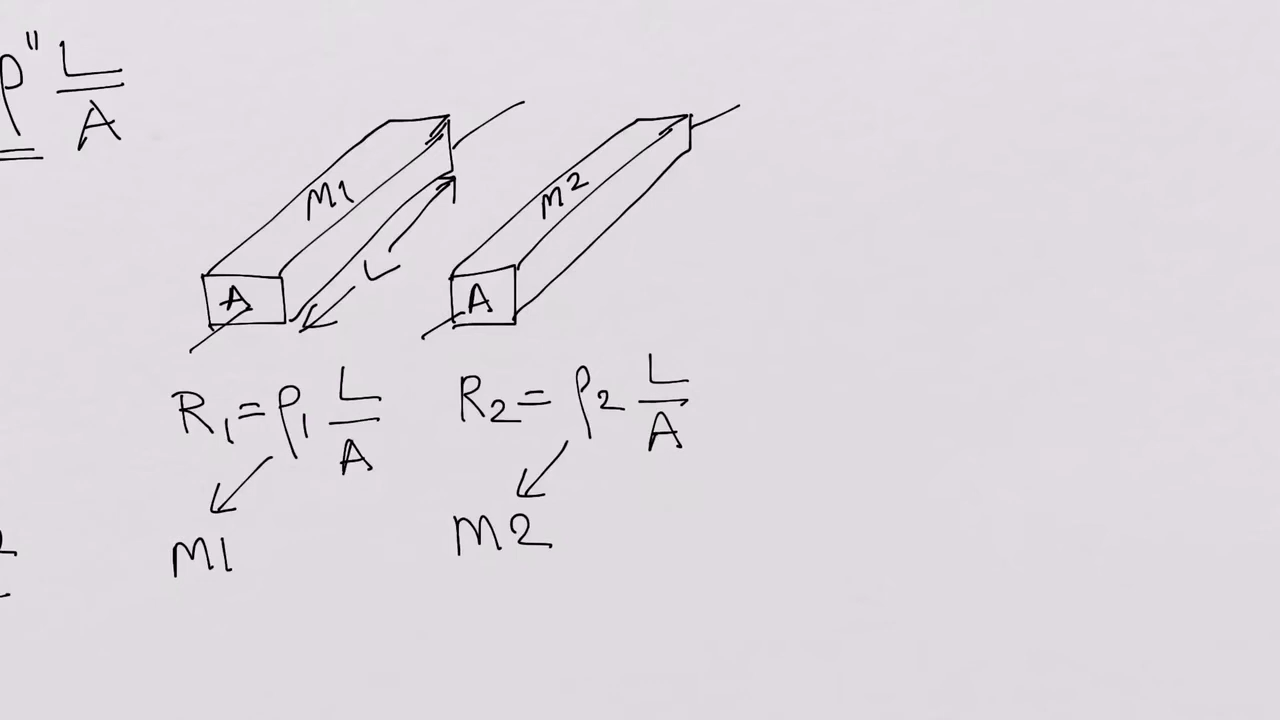 ρ" L/A
M1
M2
L
A
A
R₁ = ρ₁ L/A
R₂ = ρ₂ L/A
M1
M2